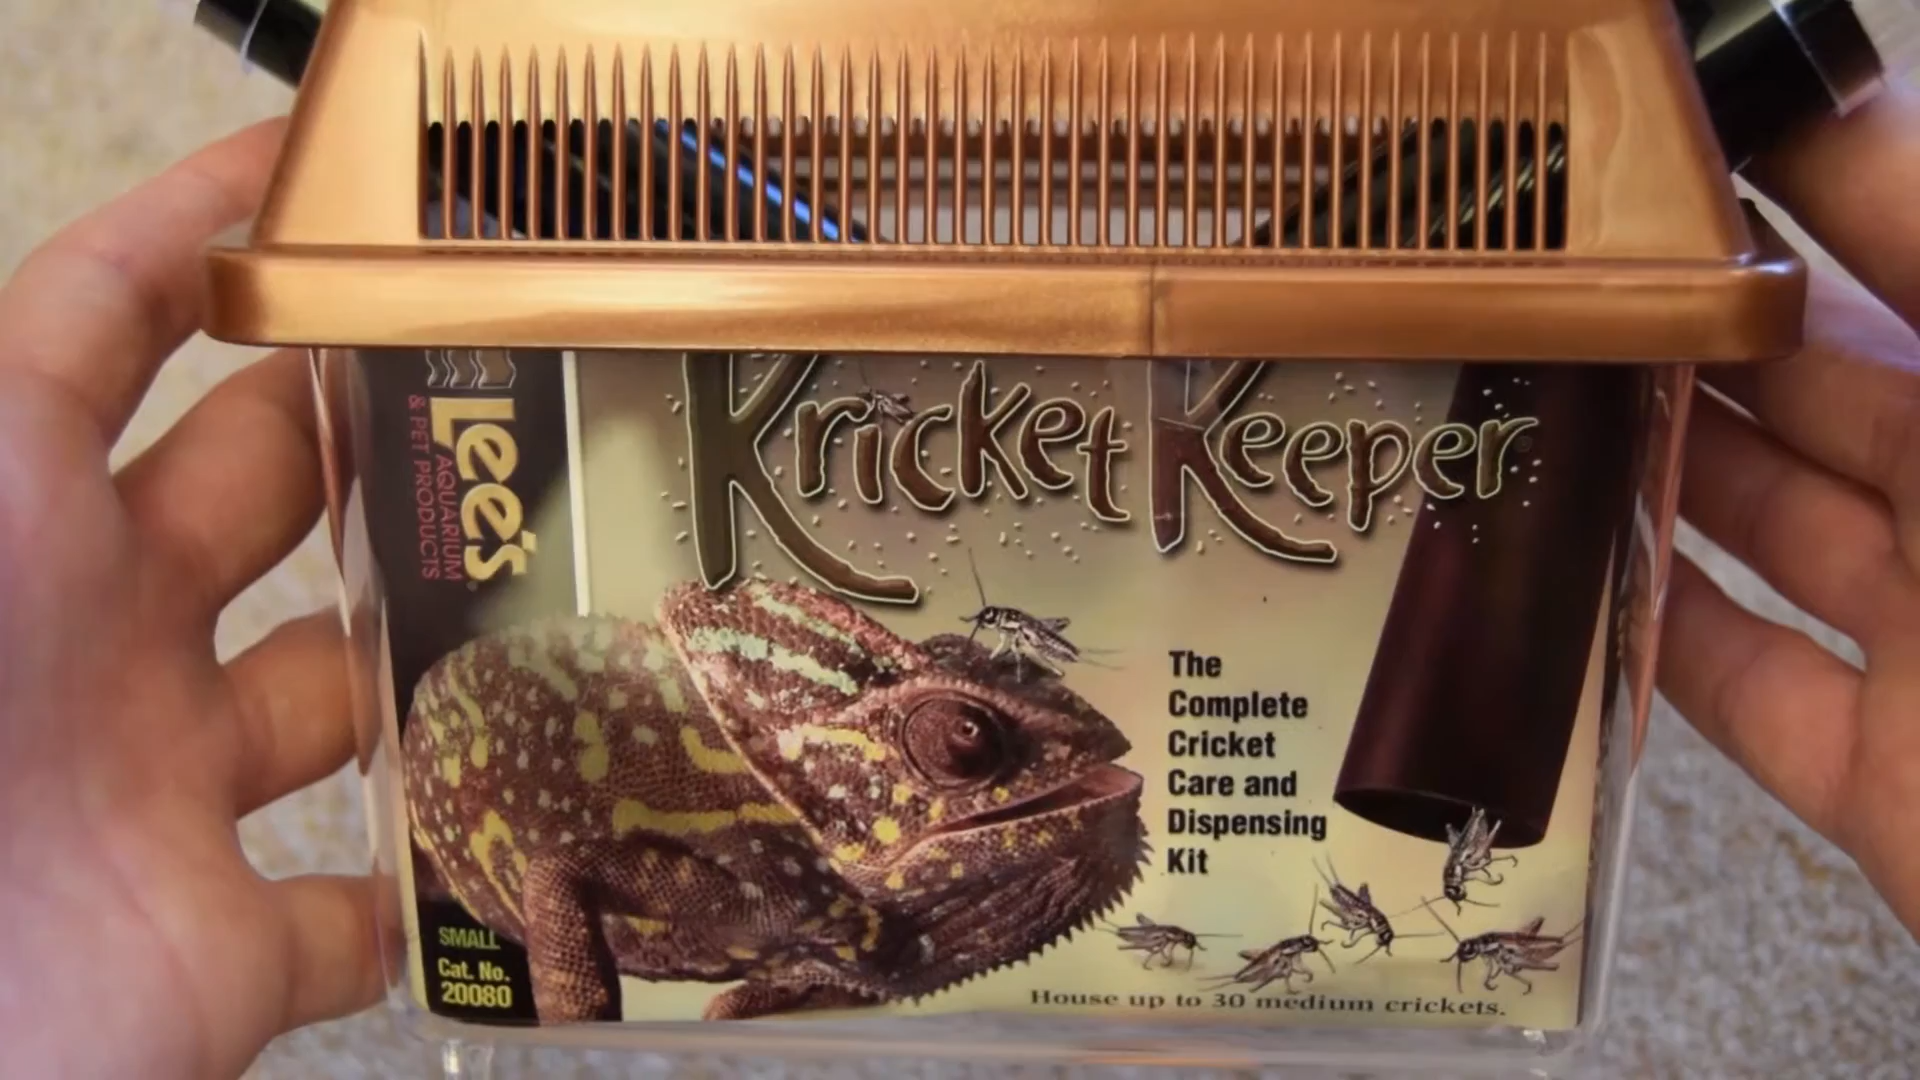 Lee's
AQUARIUM
& PET PRODUCTS
Kricket Keeper
The
Complete
Cricket
Care and
Dispensing
Kit
SMALL
Cat. No.
20080
House up to 30 medium crickets.